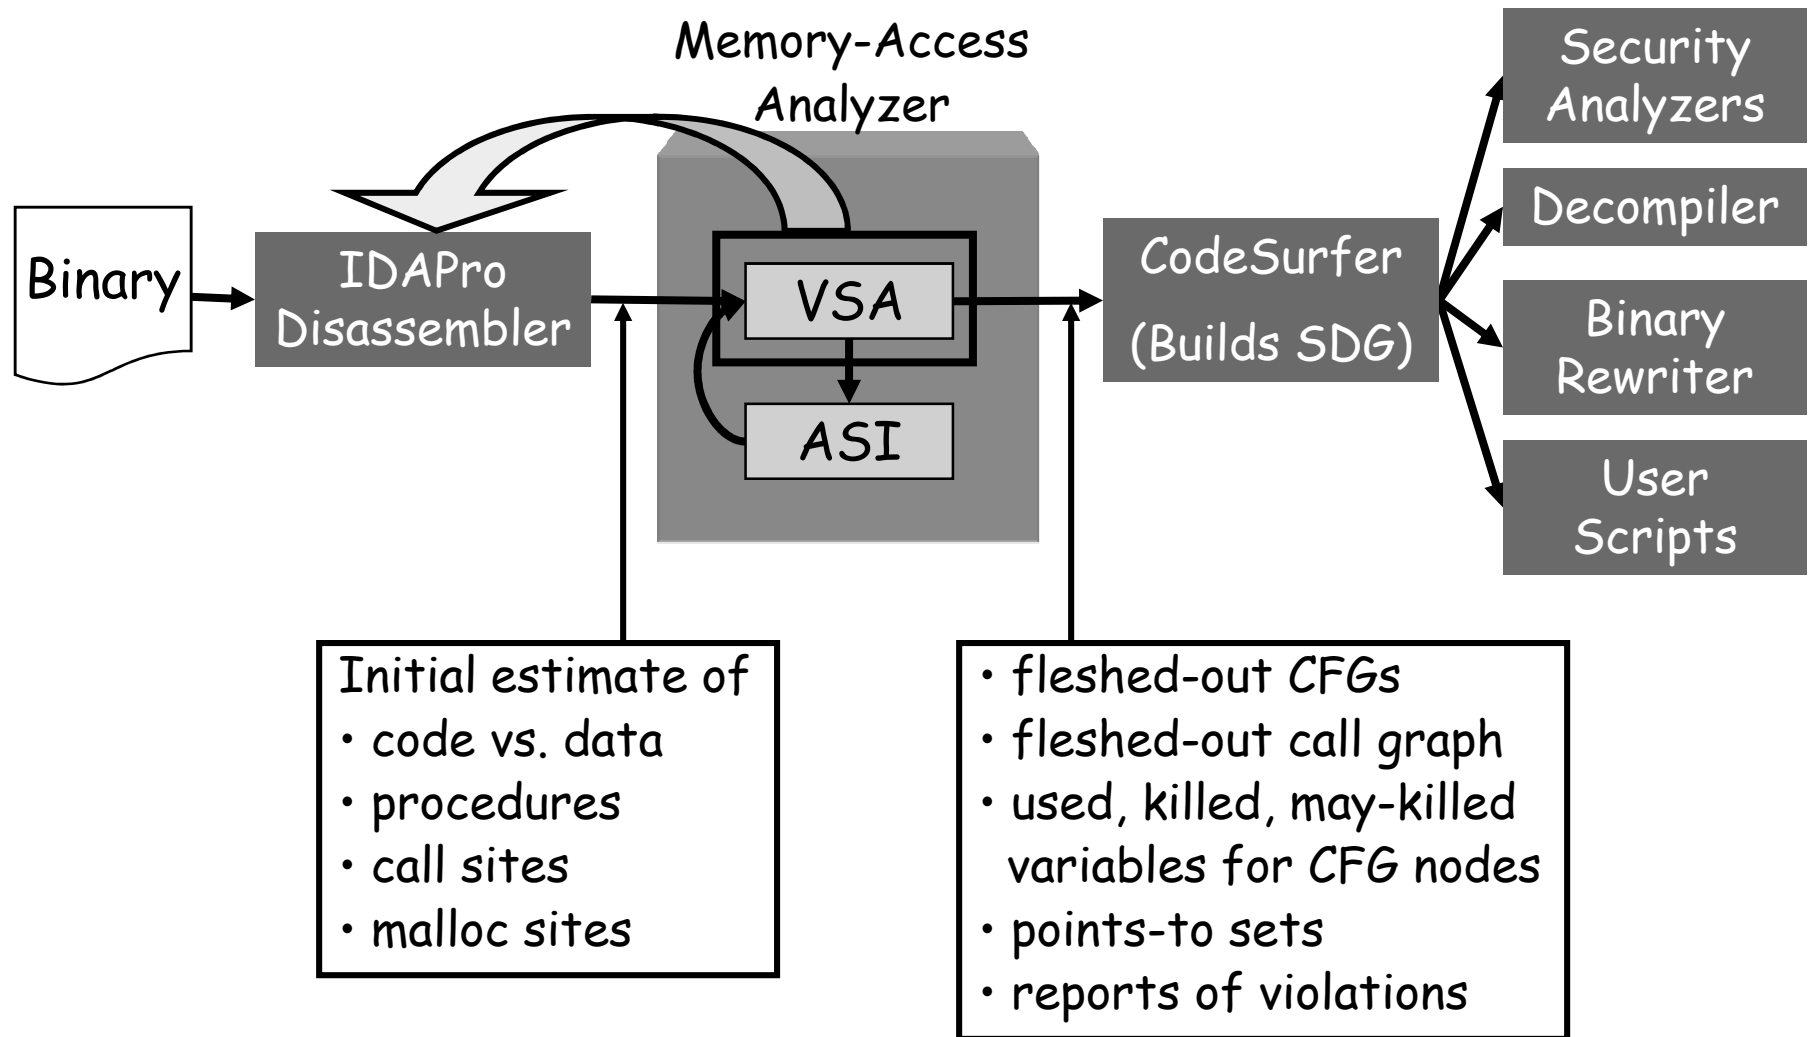 Memory-Access
Analyzer
Binary
IDAPro
Disassembler
VSA
ASI
CodeSurfer
(Builds SDG)
Security
Analyzers
Decompiler
Binary
Rewriter
User
Scripts
Initial estimate of
• code vs. data
• procedures
• call sites
• malloc sites
• fleshed-out CFGs
• fleshed-out call graph
• used, killed, may-killed
variables for CFG nodes
• points-to sets
• reports of violations